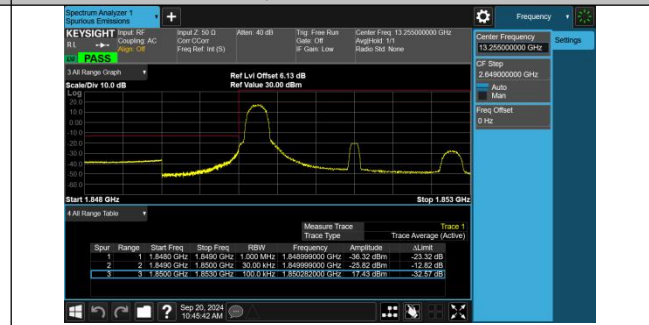 Spectrum Analyzer 1
Spurious Emissions
+
Frequency
KEYSIGHT Input: RF Input Z: 50 Ω Atten: 40 dB Trig: Free Run Center Freq: 13.255000000 GHz
RL Coupling: AC Corr CCorr Gate: Off Avg|Hold: 1/1
Align: Off Freq Ref: Int (S) IF Gain: Low Radio Std: None
PASS
Center Frequency
13.255000000 GHz
Settings
CF Step
2.649000000 GHz
Auto
Man
Freq Offset
0 Hz
3 All Range Graph
Ref Lvl Offset 6.13 dB
Scale/Div 10.0 dB Ref Value 30.00 dBm
Log
20.0
10.0
0.00
-10.0
-20.0
-30.0
-40.0
-50.0
-60.0
Start 1.848 GHz Stop 1.853 GHz
4 All Range Table
Measure Trace Trace 1
Trace Type Trace Average (Active)
Spur Range Start Freq Stop Freq RBW Frequency Amplitude ΔLimit
1 1 1.8480 GHz 1.8490 GHz 1.000 MHz 1.848999000 GHz -36.32 dBm -23.32 dB
2 2 1.8490 GHz 1.8500 GHz 30.00 kHz 1.849999000 GHz -25.82 dBm -12.82 dB
3 3 1.8500 GHz 1.8530 GHz 100.0 kHz 1.850282000 GHz 17.43 dBm -32.57 dB
?
Sep 20, 2024
10:45:42 AM